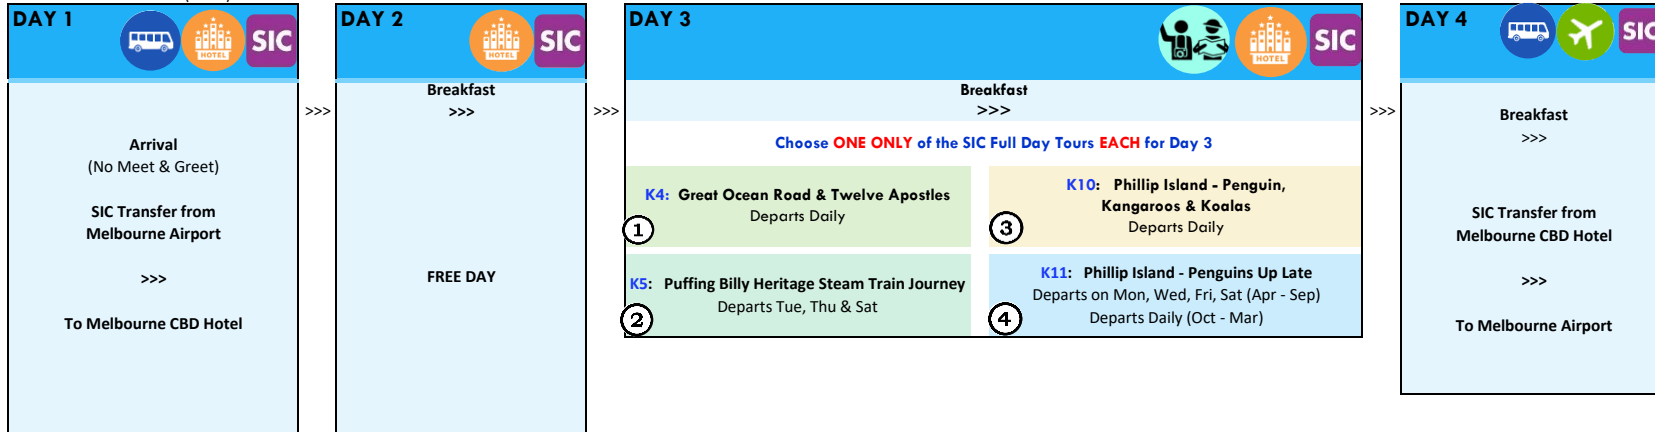 DAY 1
HOTEL
SIC
Arrival
(No Meet & Greet)
SIC Transfer from
Melbourne Airport
>>>
To Melbourne CBD Hotel
>>>
DAY 2
HOTEL
SIC
Breakfast
>>>
FREE DAY
>>>
DAY 3
HOTEL
SIC
Breakfast
>>>
Choose ONE ONLY of the SIC Full Day Tours EACH for Day 3
K4: Great Ocean Road & Twelve Apostles
Departs Daily
1
K5: Puffing Billy Heritage Steam Train Journey
Departs Tue, Thu & Sat
2
K10: Phillip Island - Penguin,
Kangaroos & Koalas
Departs Daily
3
K11: Phillip Island - Penguins Up Late
Departs on Mon, Wed, Fri, Sat (Apr - Sep)
Departs Daily (Oct - Mar)
4
>>>
DAY 4
SIC
Breakfast
>>>
SIC Transfer from
Melbourne CBD Hotel
>>>
To Melbourne Airport